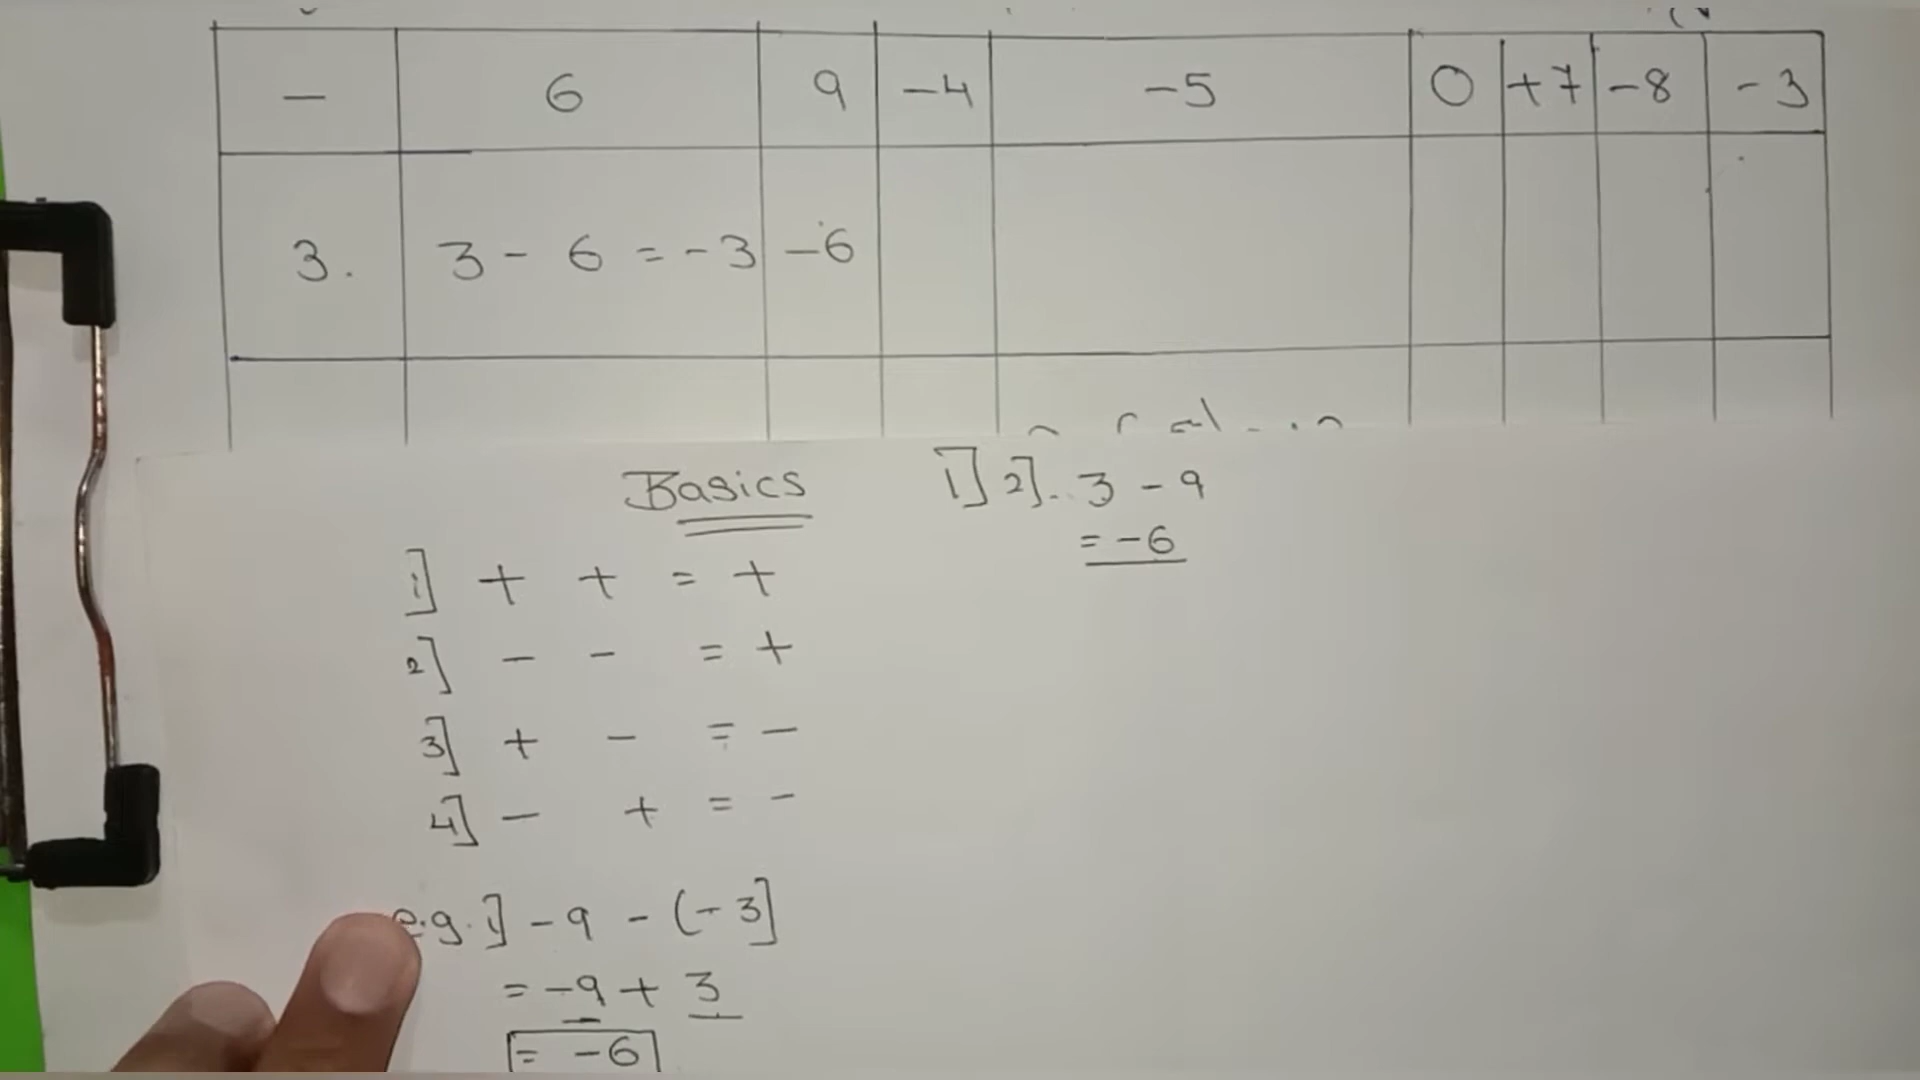 — 6 9 -4 -5 0 +7 -8 -3
3. 3 - 6 = -3 -6
Basics
1] + + = +
2] - - = +
3] + - = -
4] - + = -
e.g. 1] -9 - (-3]
= -9 + 3
= -6
1] 2]. 3 - 9
= -6